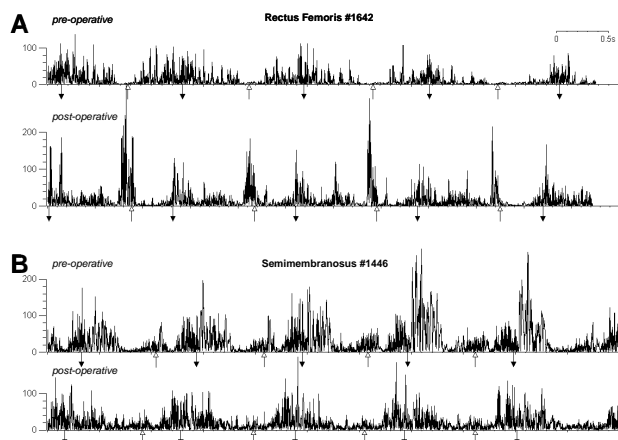 A
Rectus Femoris #1642
pre-operative
0 0.5s
100
0
post-operative
200
100
0
B
Semimembranosus #1446
pre-operative
200
100
0
post-operative
100
0